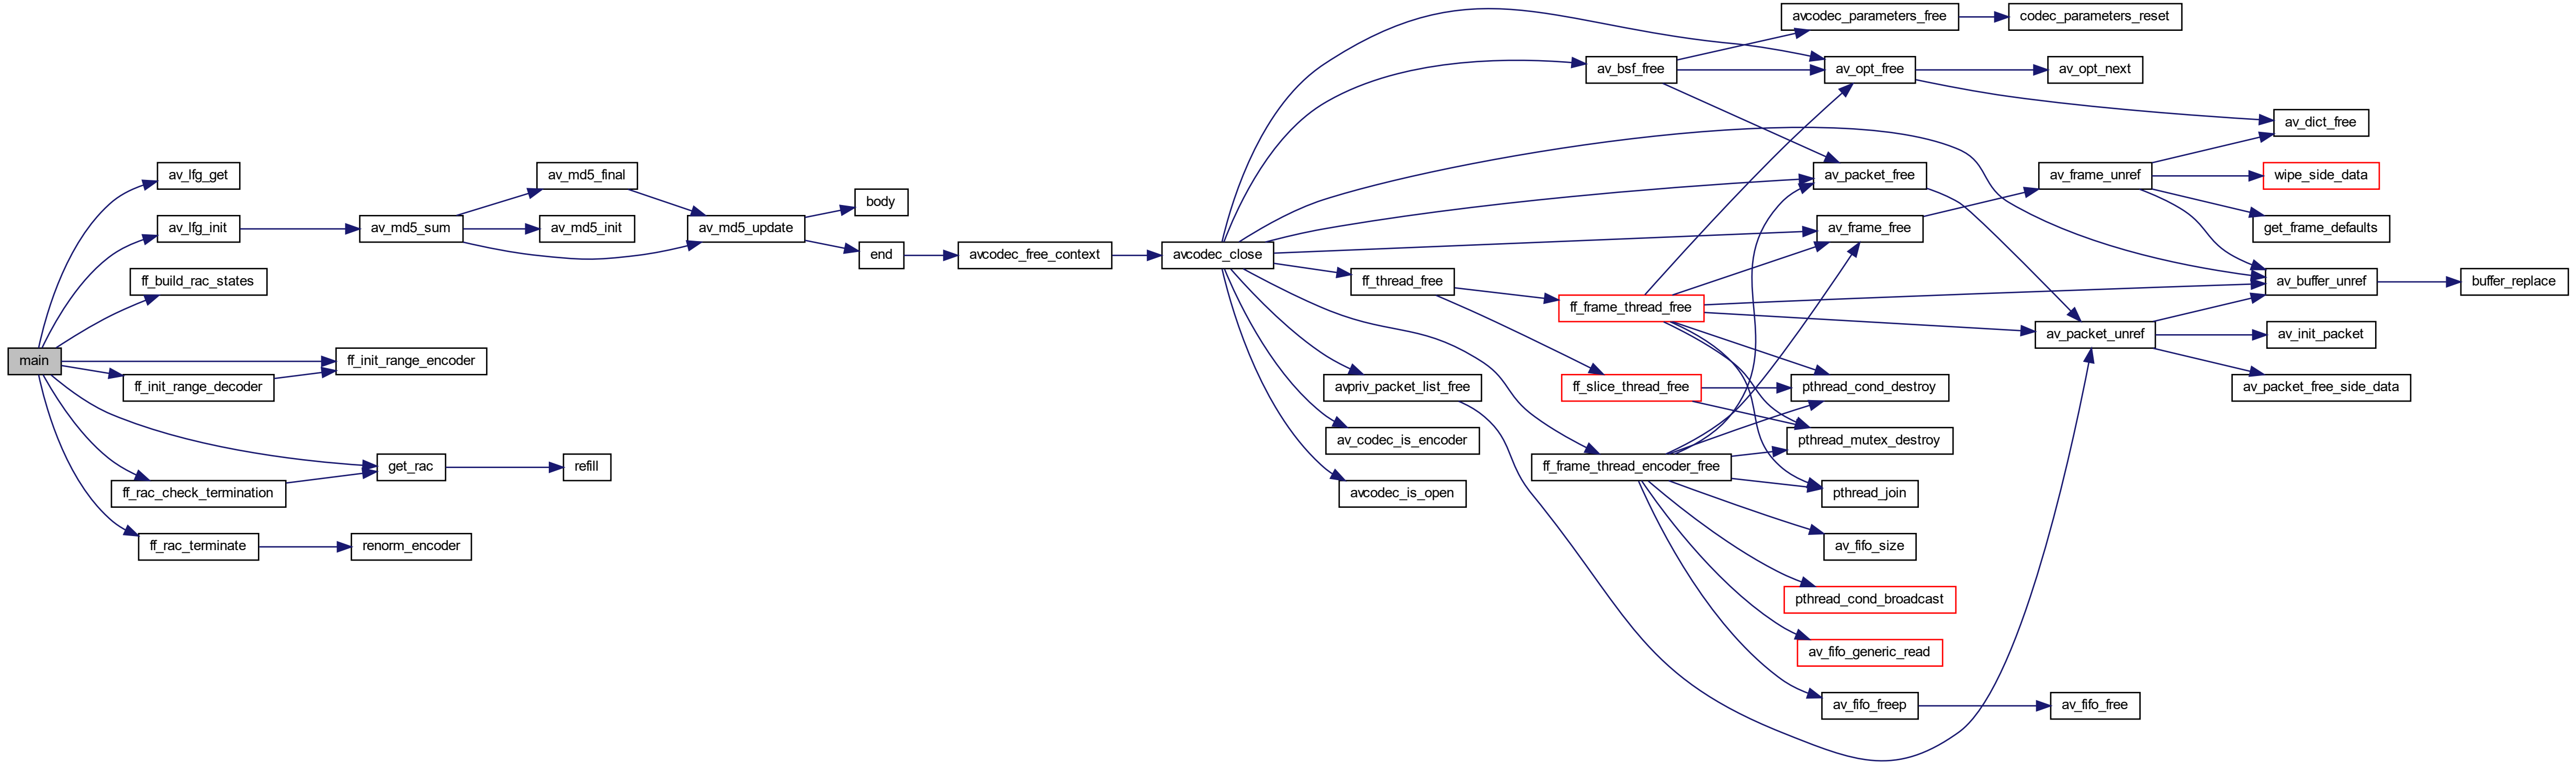 main
av_lfg_get
av_lfg_init
ff_build_rac_states
ff_init_range_encoder
ff_init_range_decoder
get_rac
refill
ff_rac_check_termination
ff_rac_terminate
renorm_encoder
av_md5_sum
av_md5_final
av_md5_init
av_md5_update
body
end
avcodec_free_context
avcodec_close
av_bsf_free
ff_thread_free
avpriv_packet_list_free
av_codec_is_encoder
avcodec_is_open
ff_frame_thread_free
ff_slice_thread_free
ff_frame_thread_encoder_free
avcodec_parameters_free
codec_parameters_reset
av_opt_free
av_opt_next
av_dict_free
av_packet_free
av_frame_free
av_frame_unref
wipe_side_data
get_frame_defaults
av_buffer_unref
buffer_replace
av_packet_unref
av_init_packet
av_packet_free_side_data
pthread_cond_destroy
pthread_mutex_destroy
pthread_join
av_fifo_size
pthread_cond_broadcast
av_fifo_generic_read
av_fifo_freep
av_fifo_free